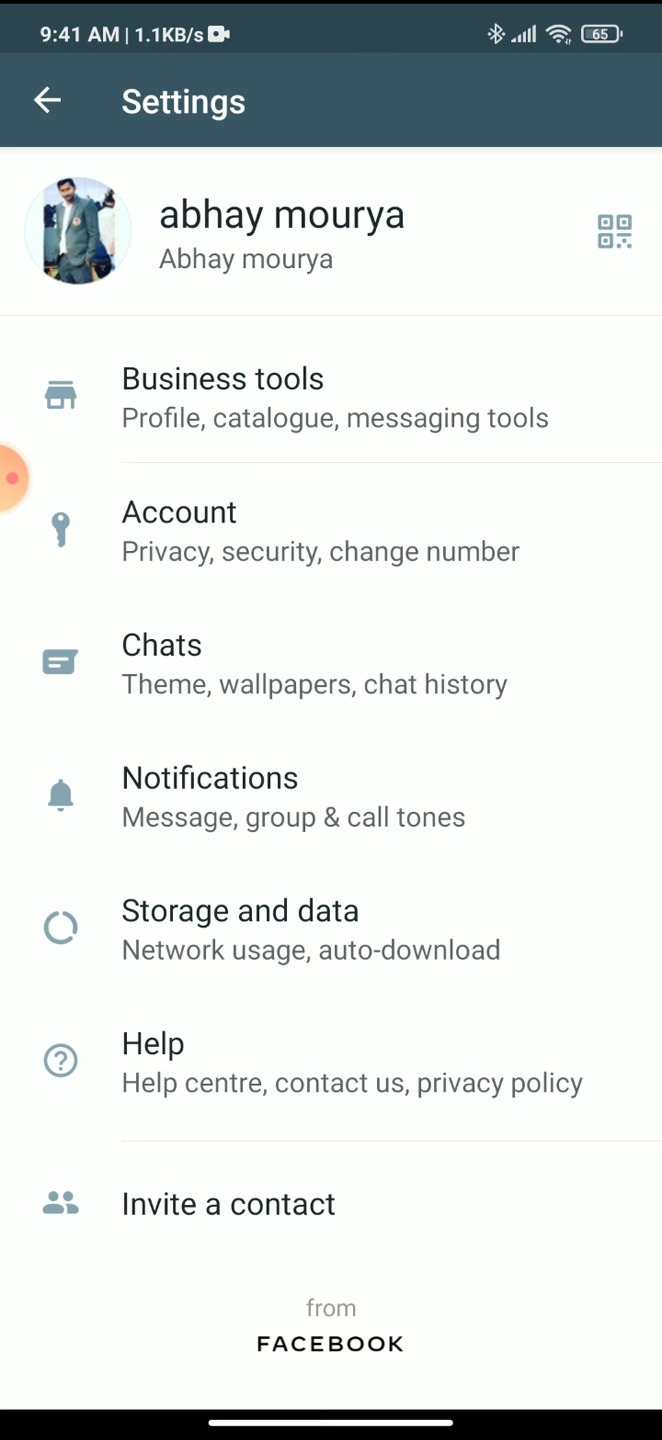 9:41 AM | 1.1KB/s 65
Settings
abhay mourya
Abhay mourya
Business tools
Profile, catalogue, messaging tools
Account
Privacy, security, change number
Chats
Theme, wallpapers, chat history
Notifications
Message, group & call tones
Storage and data
Network usage, auto-download
Help
Help centre, contact us, privacy policy
Invite a contact
from
FACEBOOK